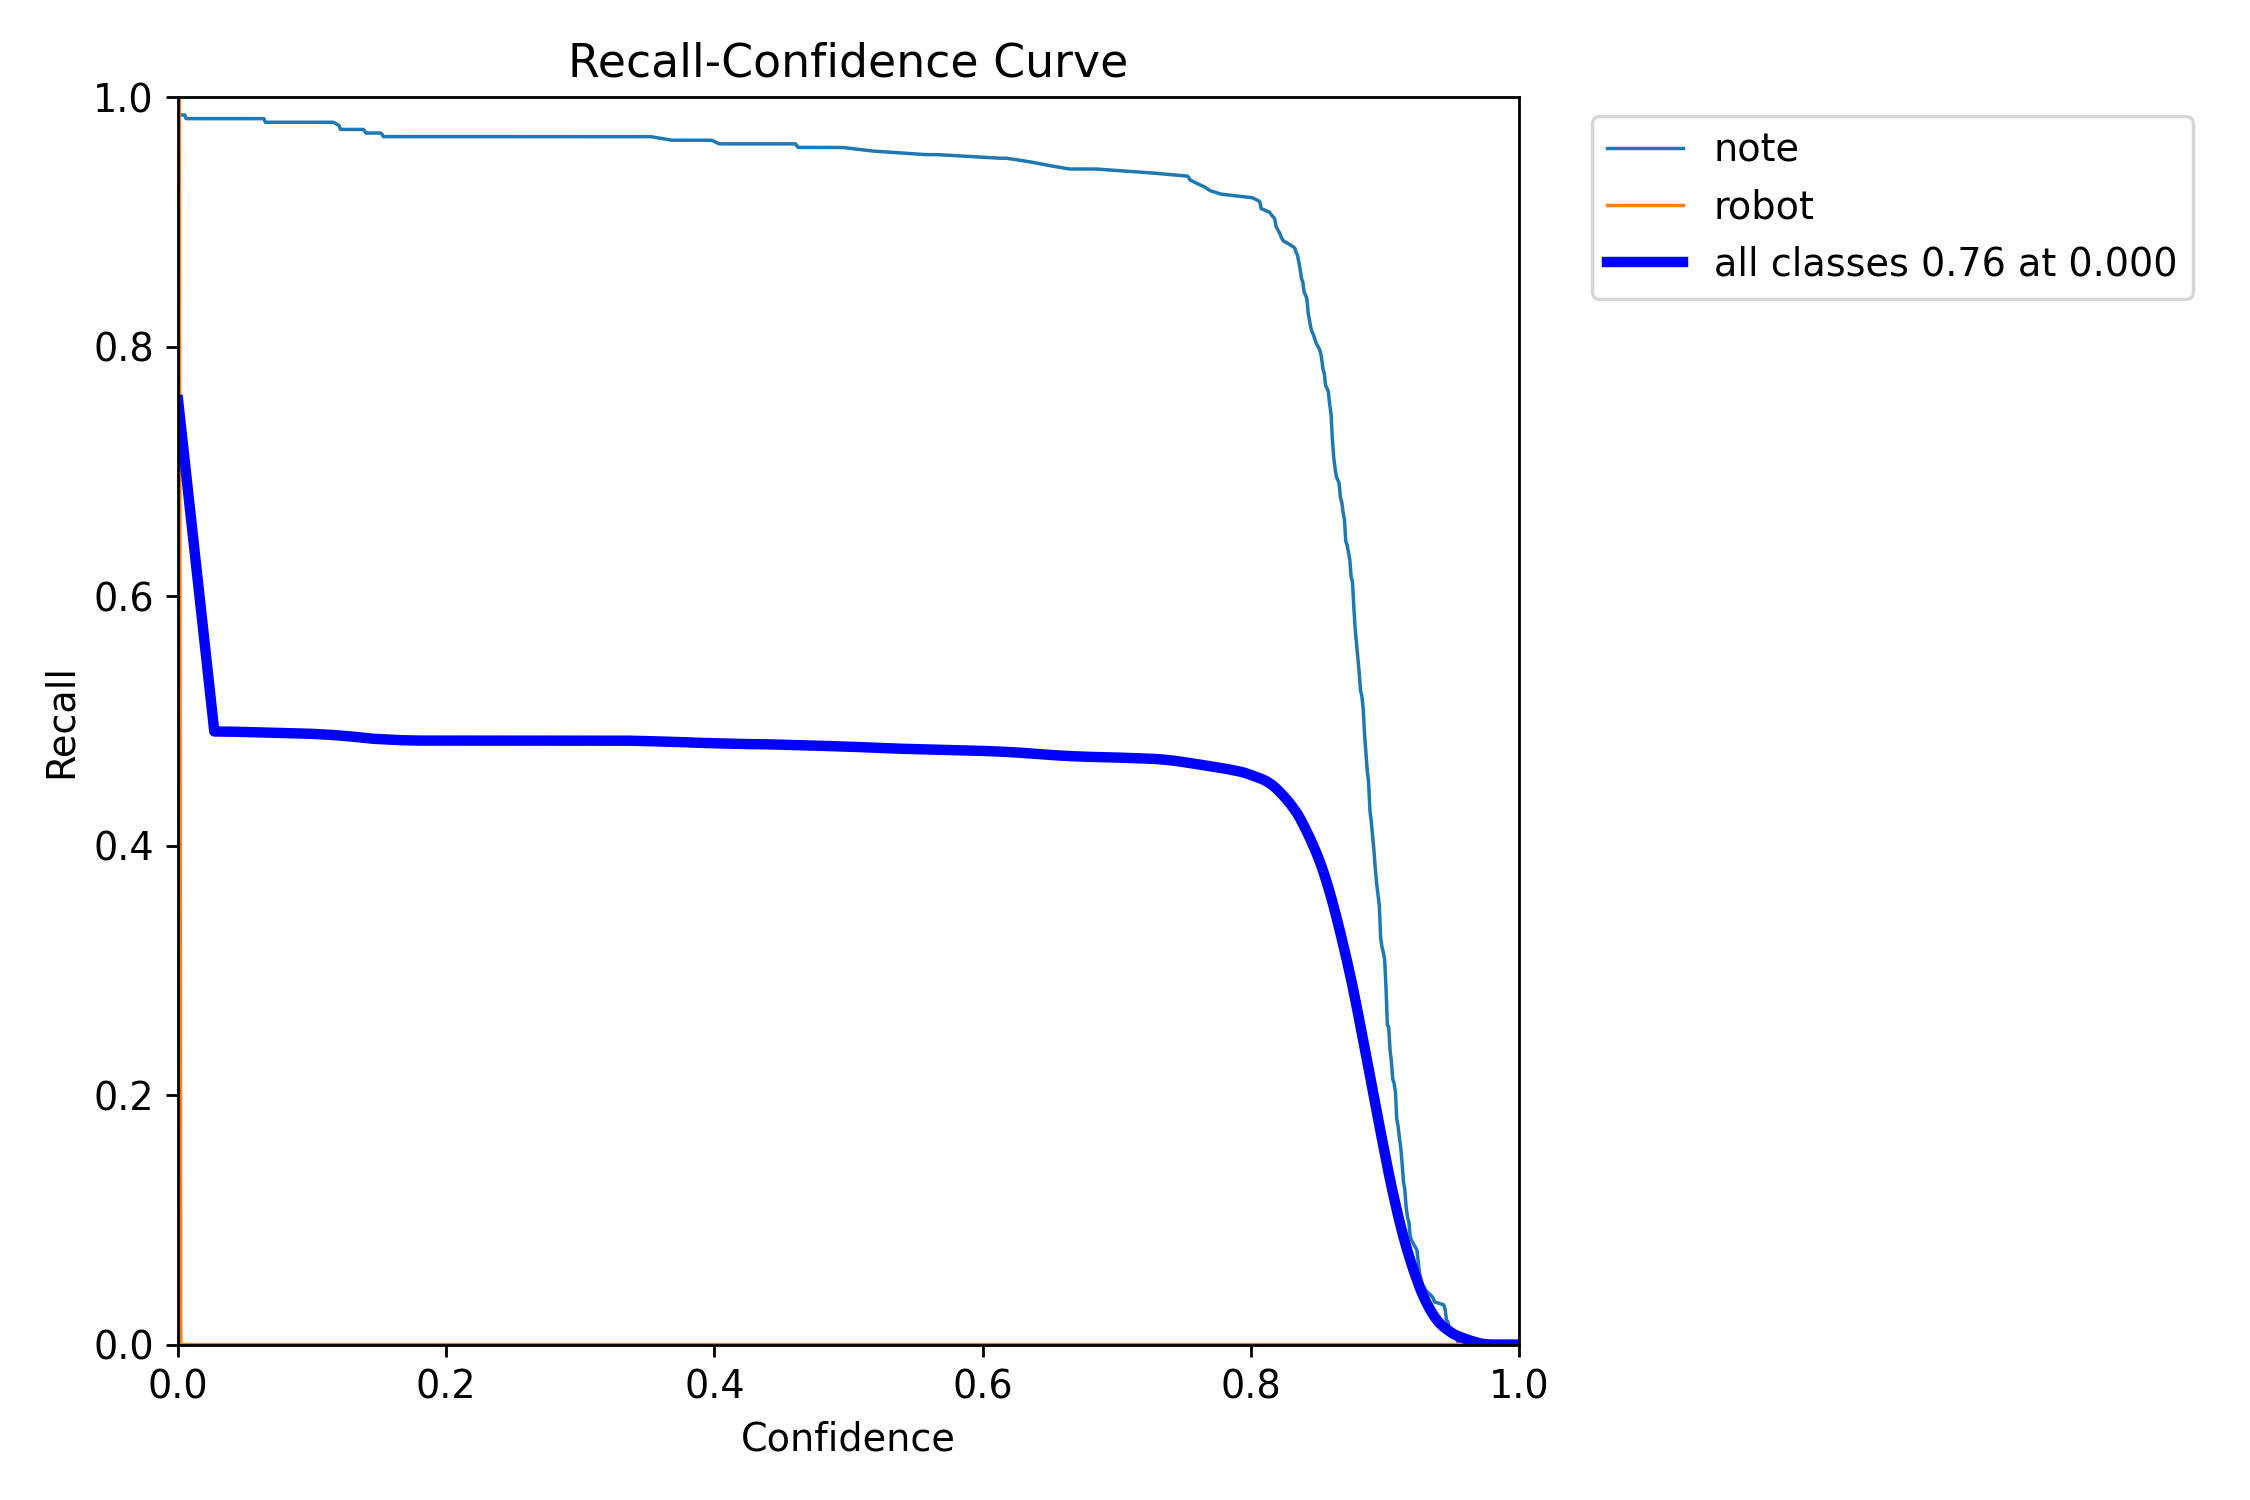 Recall-Confidence Curve
1.0
0.8
0.6
0.4
0.2
0.0
Recall
0.0 0.2 0.4 0.6 0.8 1.0
Confidence
note
robot
all classes 0.76 at 0.000